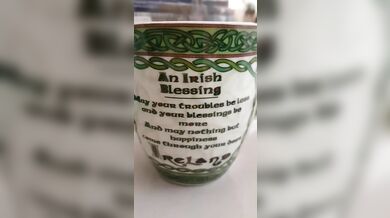 An Irish
Blessing
May your troubles be less
and your blessings be
more
And may nothing but
happiness
come through your door
Ireland